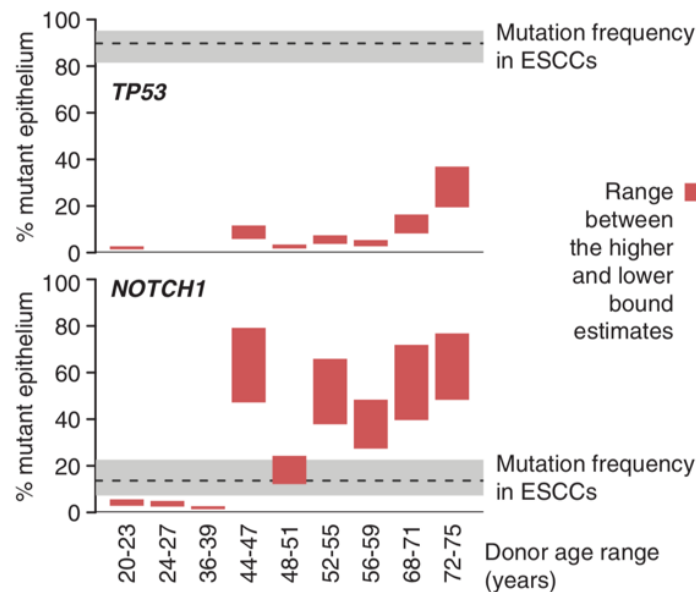 100
80
60
40
20
0
% mutant epithelium
TP53
Mutation frequency
in ESCCs
Range
between
the higher
and lower
bound
estimates
100
80
60
40
20
0
% mutant epithelium
NOTCH1
Mutation frequency
in ESCCs
20-23
24-27
36-39
44-47
48-51
52-55
56-59
68-71
72-75
Donor age range
(years)